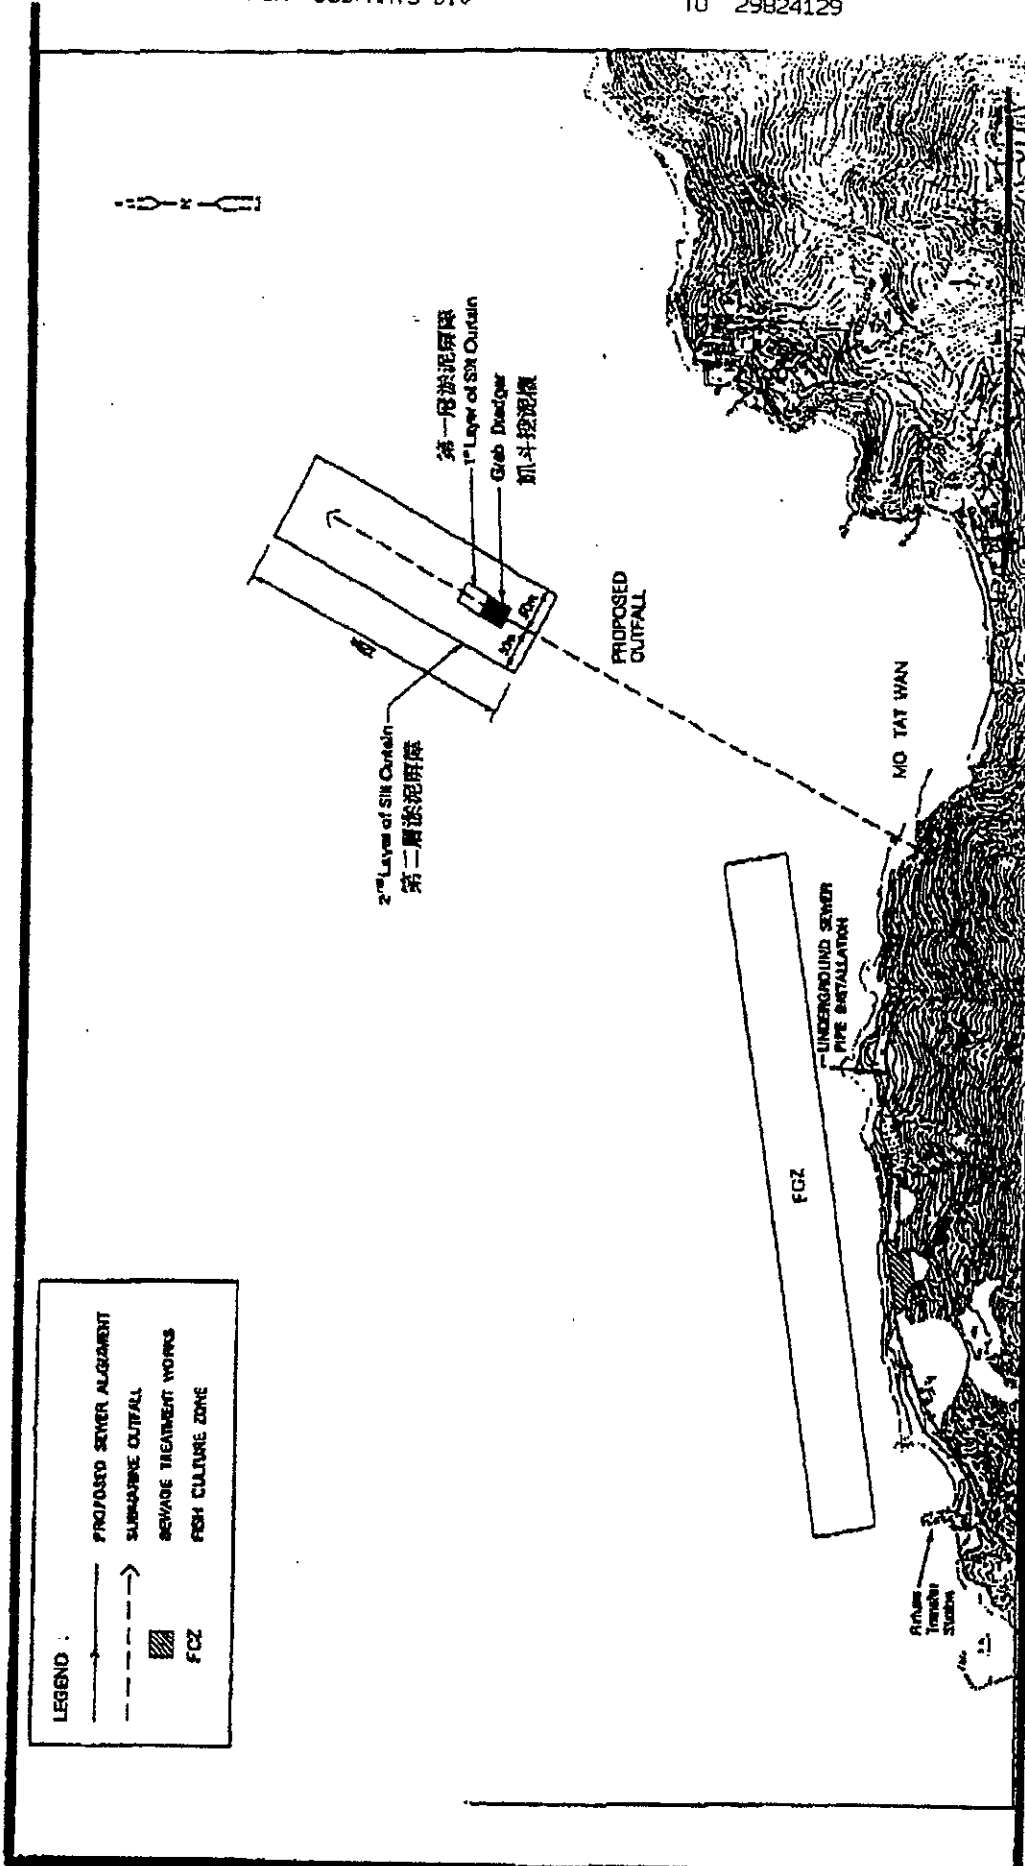 TO 29824129
N
第一層淤泥屏障
1st Layer of Silt Curtain
Grab Dredger
抓斗挖泥機
2nd Layer of Silt Curtain
第二層淤泥屏障
50m
50m
PROPOSED
OUTFALL
MO TAT WAN
UNDERGROUND SEWER
PIPE INSTALLATION
FCZ
Refuse
Transfer
Station
LEGEND :
PROPOSED SEWER ALIGNMENT
SUBMARINE OUTFALL
SEWAGE TREATMENT WORKS
FCZ FISH CULTURE ZONE